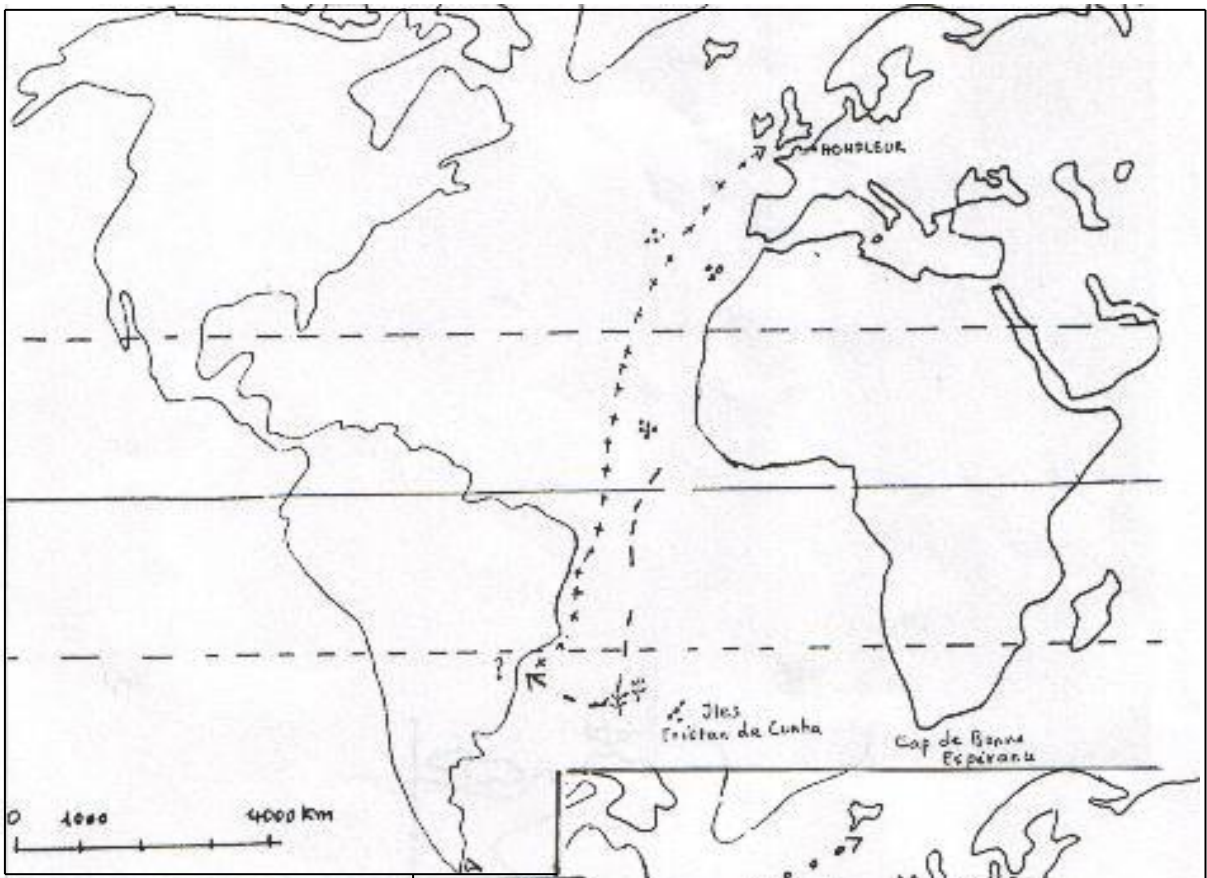 HONFLEUR
?
Iles
Tristan da Cunha
Cap de Bonne
Espérance
0 1000 4000 Km